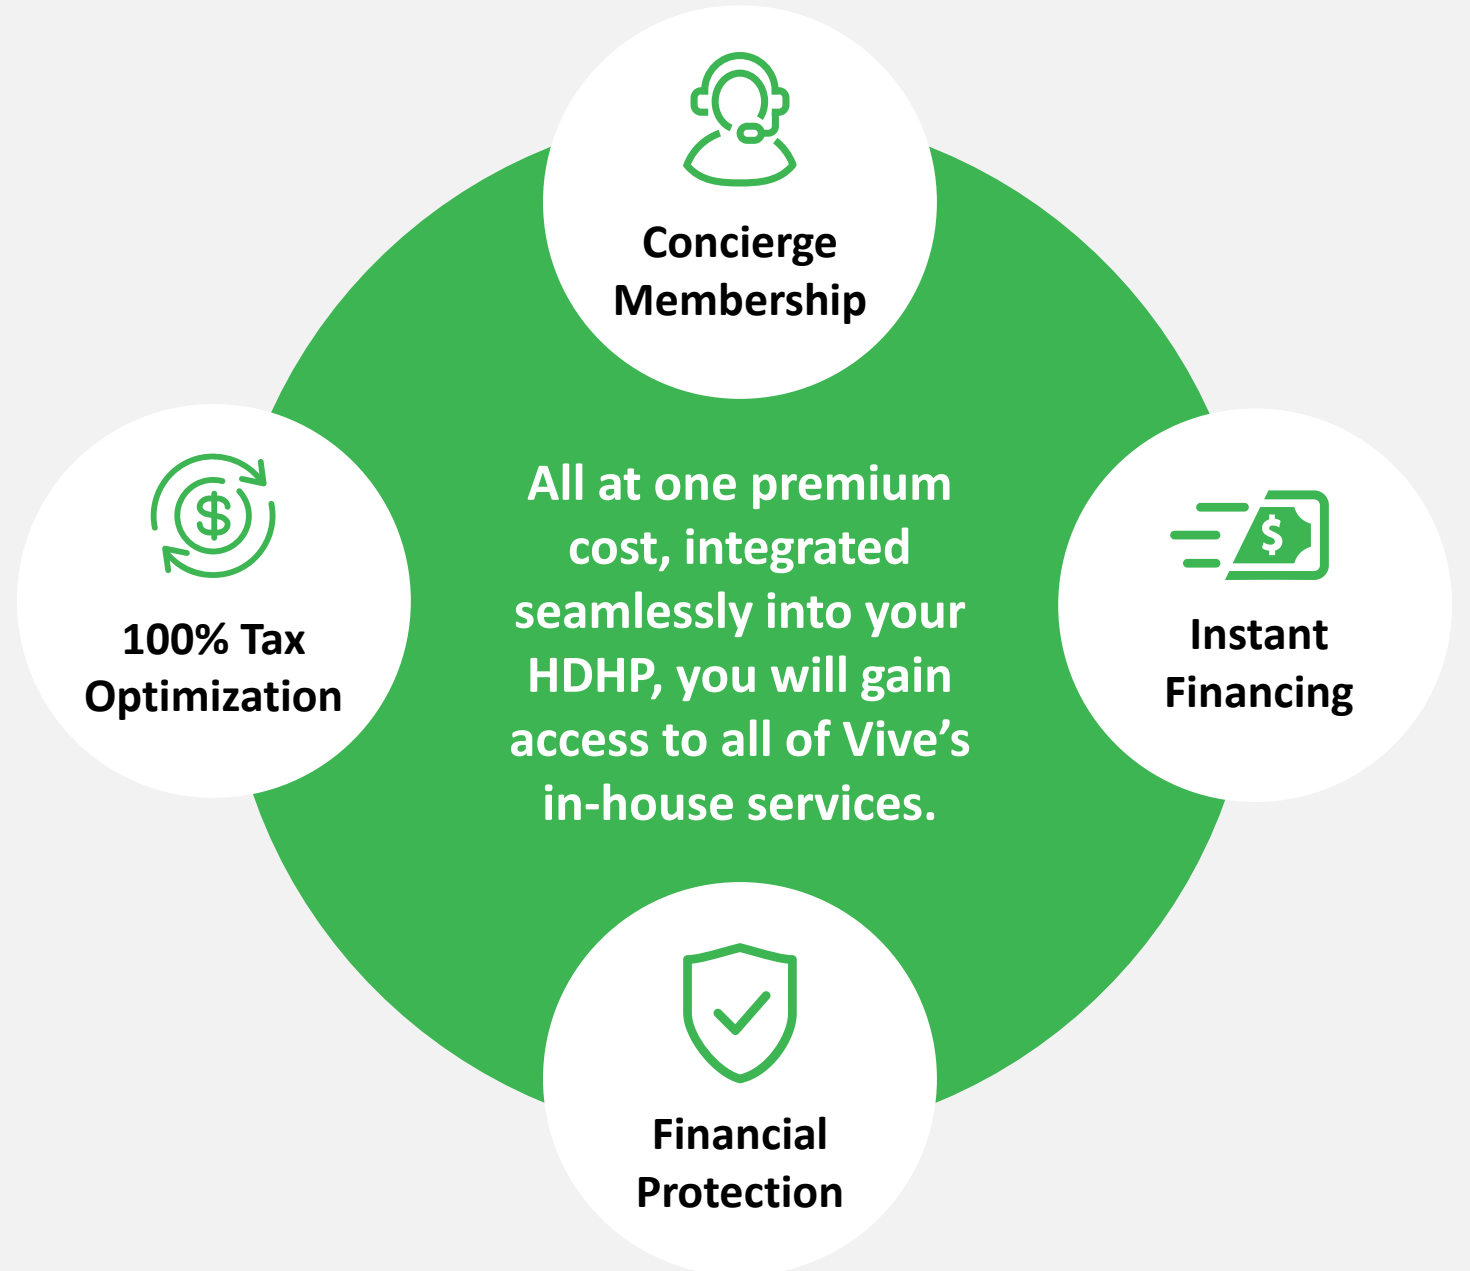 Concierge
Membership
100% Tax
Optimization
All at one premium
cost, integrated
seamlessly into your
HDHP, you will gain
access to all of Vive’s
in-house services.
Instant
Financing
Financial
Protection